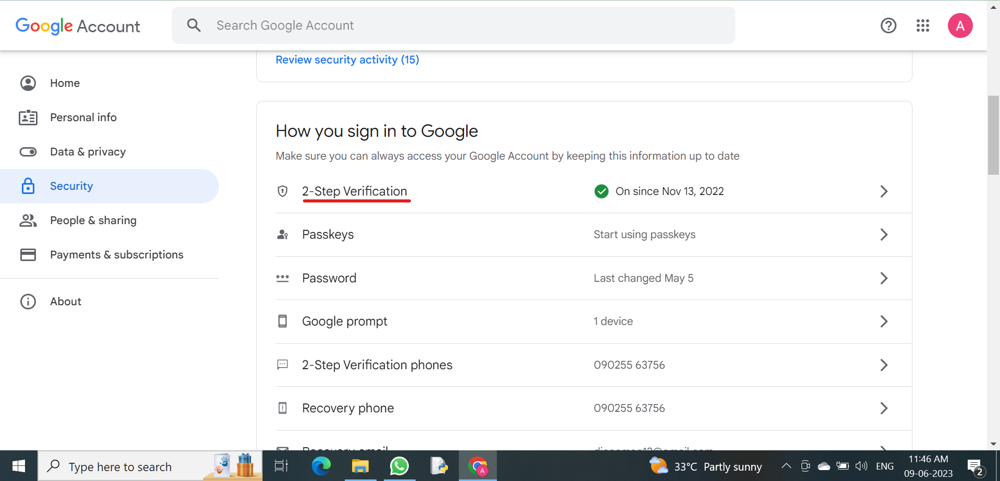 Google Account
Search Google Account
A
Review security activity (15)
Home
Personal info
Data & privacy
Security
People & sharing
Payments & subscriptions
About
How you sign in to Google
Make sure you can always access your Google Account by keeping this information up to date
2-Step Verification On since Nov 13, 2022
Passkeys Start using passkeys
Password Last changed May 5
Google prompt 1 device
2-Step Verification phones 090255 63756
Recovery phone 090255 63756
Recovery email
Type here to search
A
33°C Partly sunny
ENG
11:46 AM
09-06-2023
2